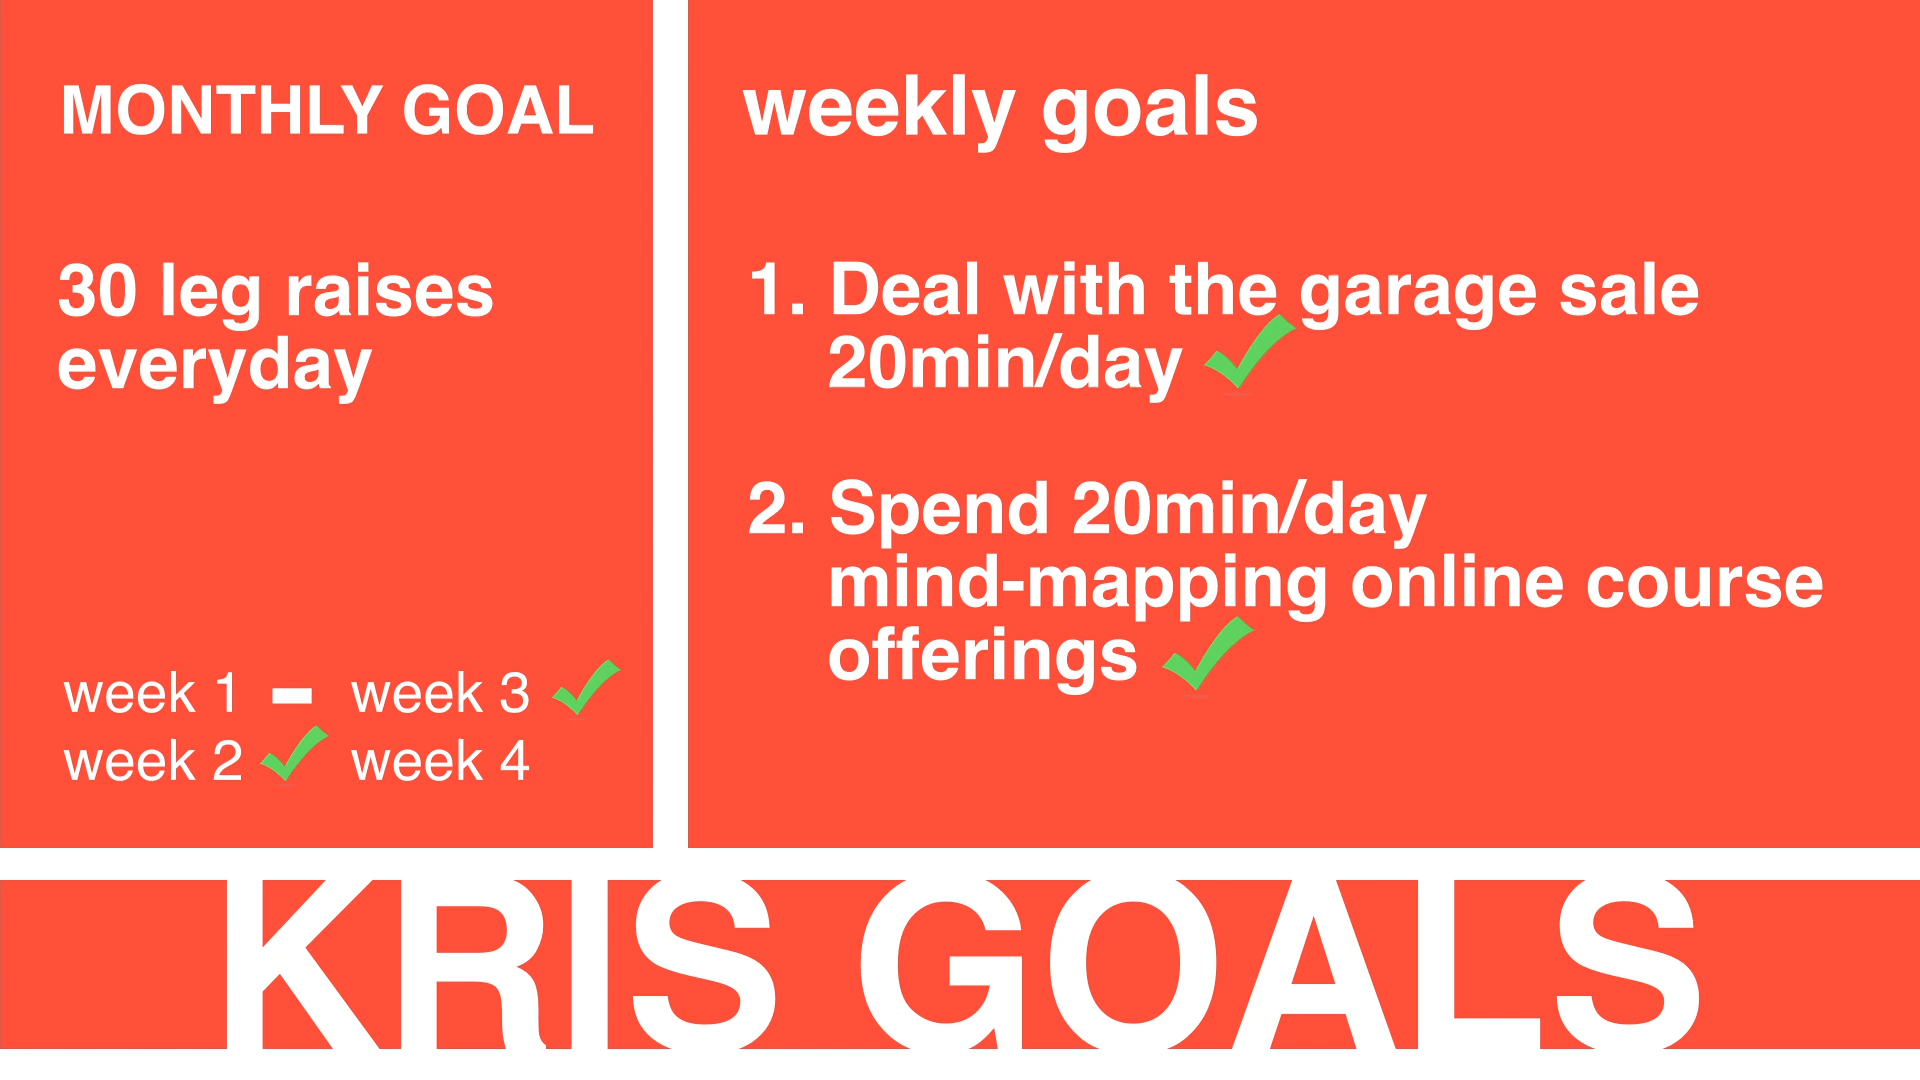 MONTHLY GOAL
30 leg raises
everyday
week 1 - week 3
week 2 week 4
weekly goals
1. Deal with the garage sale
20min/day
2. Spend 20min/day
mind-mapping online course
offerings
KRIS GOALS